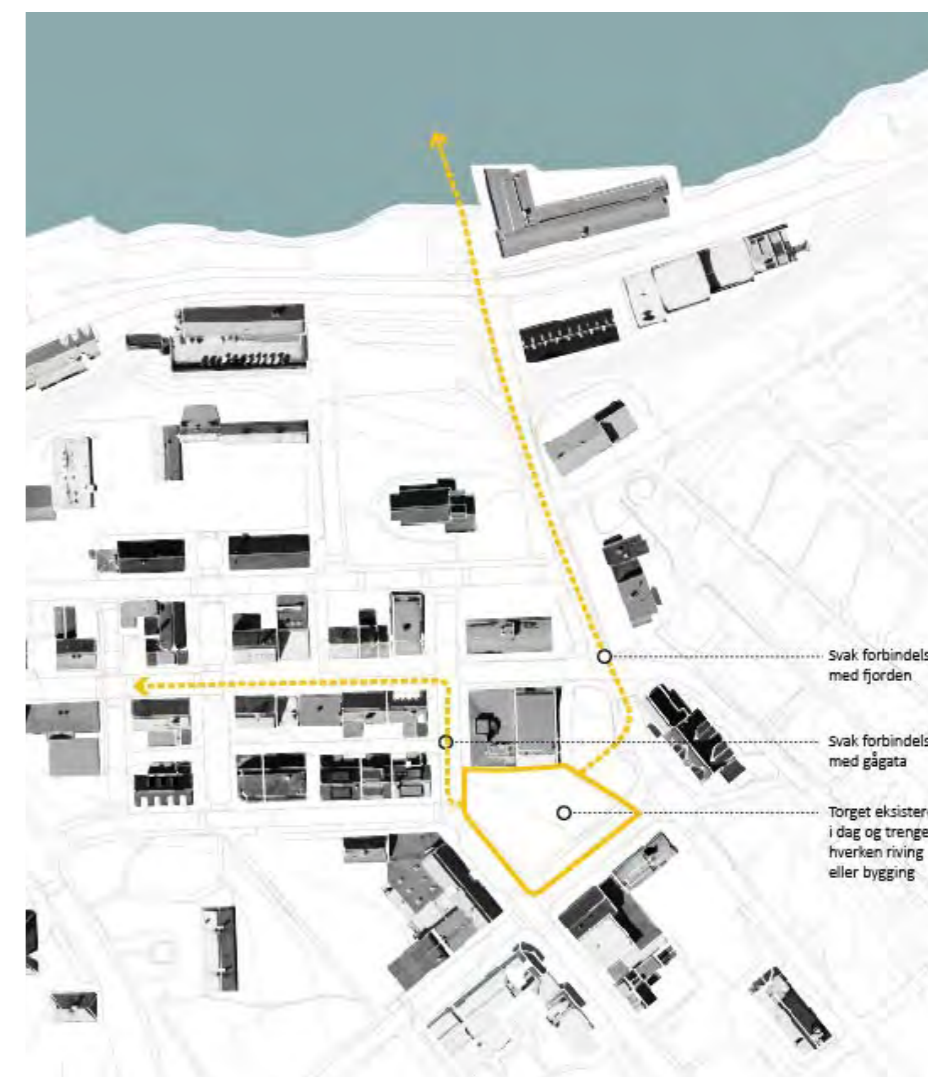 Svak forbindels
med fjorden
Svak forbindels
med gågata
Torget eksistere
i dag og trenge
hverken riving
eller bygging